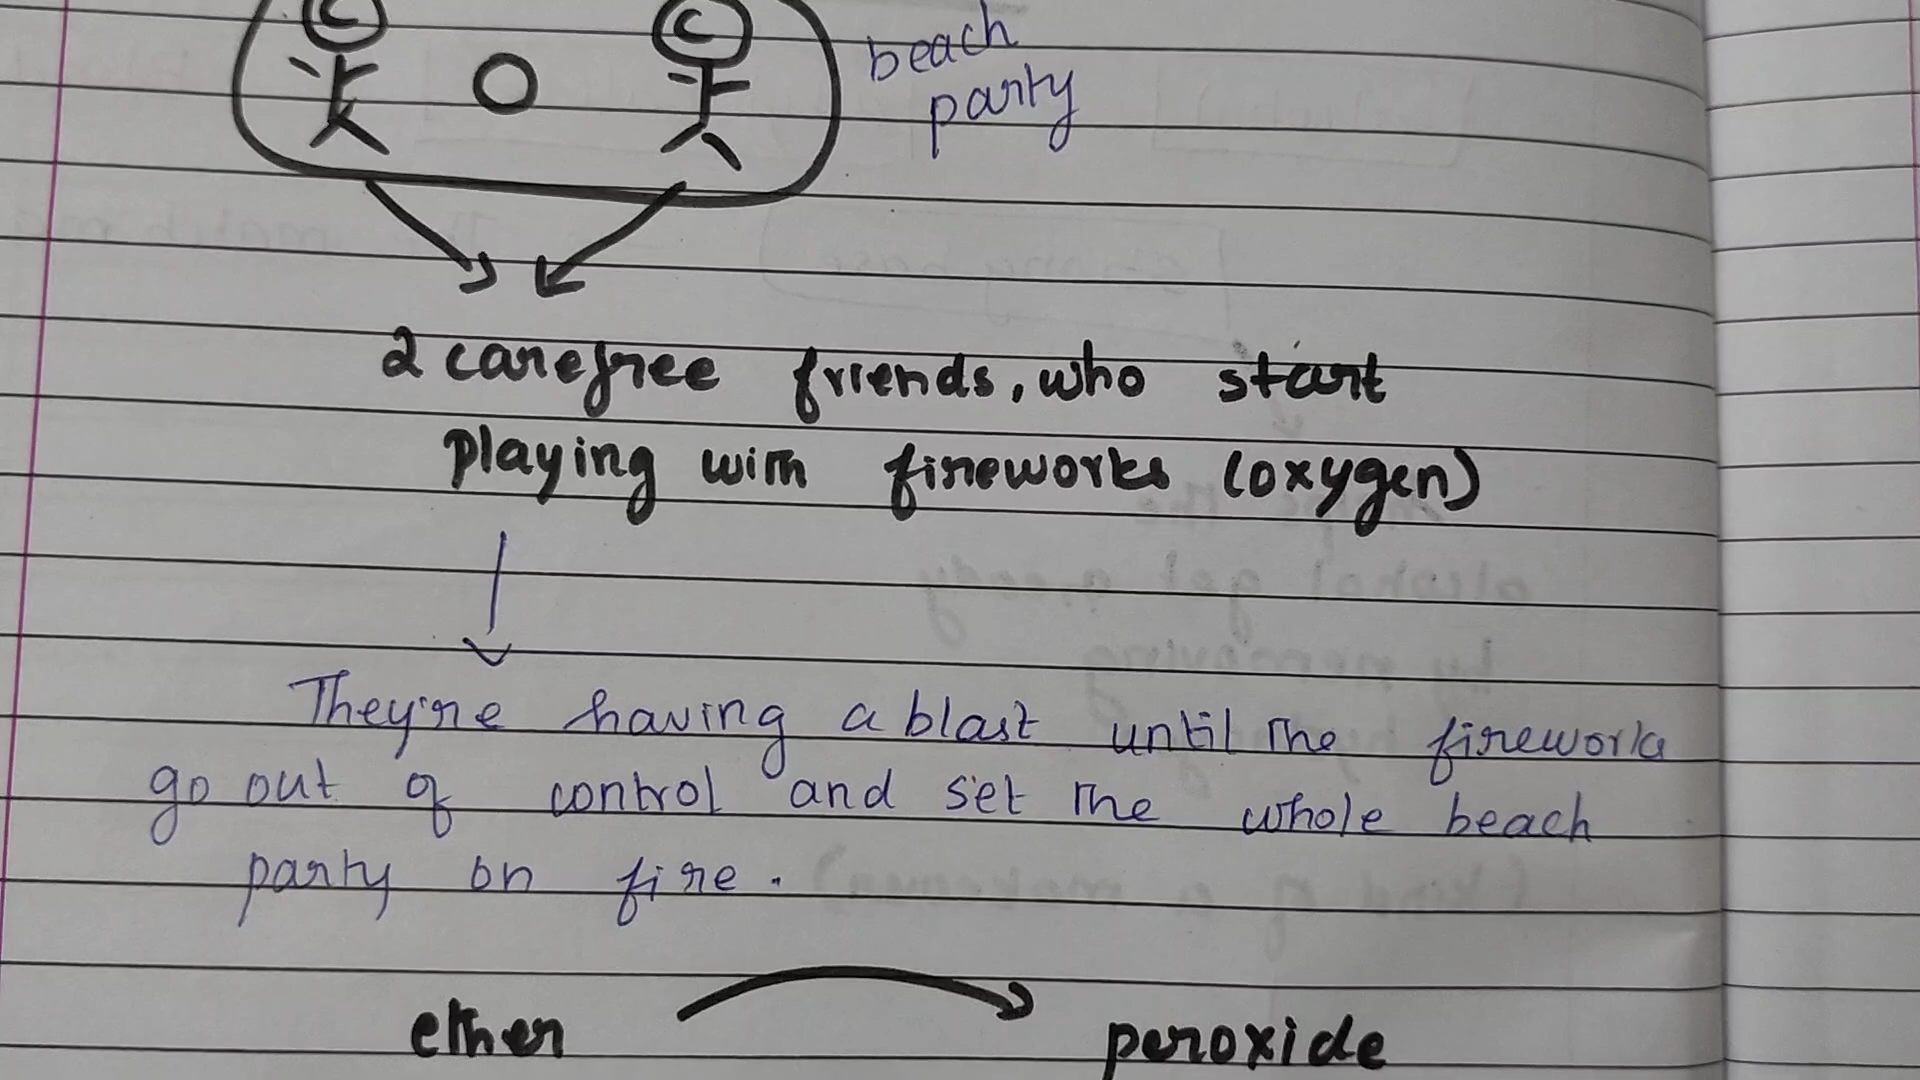 C C
O
beach
party
2 carefree friends, who start
playing with fireworks (oxygen)
They're having a blast until the fireworks
go out of control and set the whole beach
party on fire.
ether peroxide